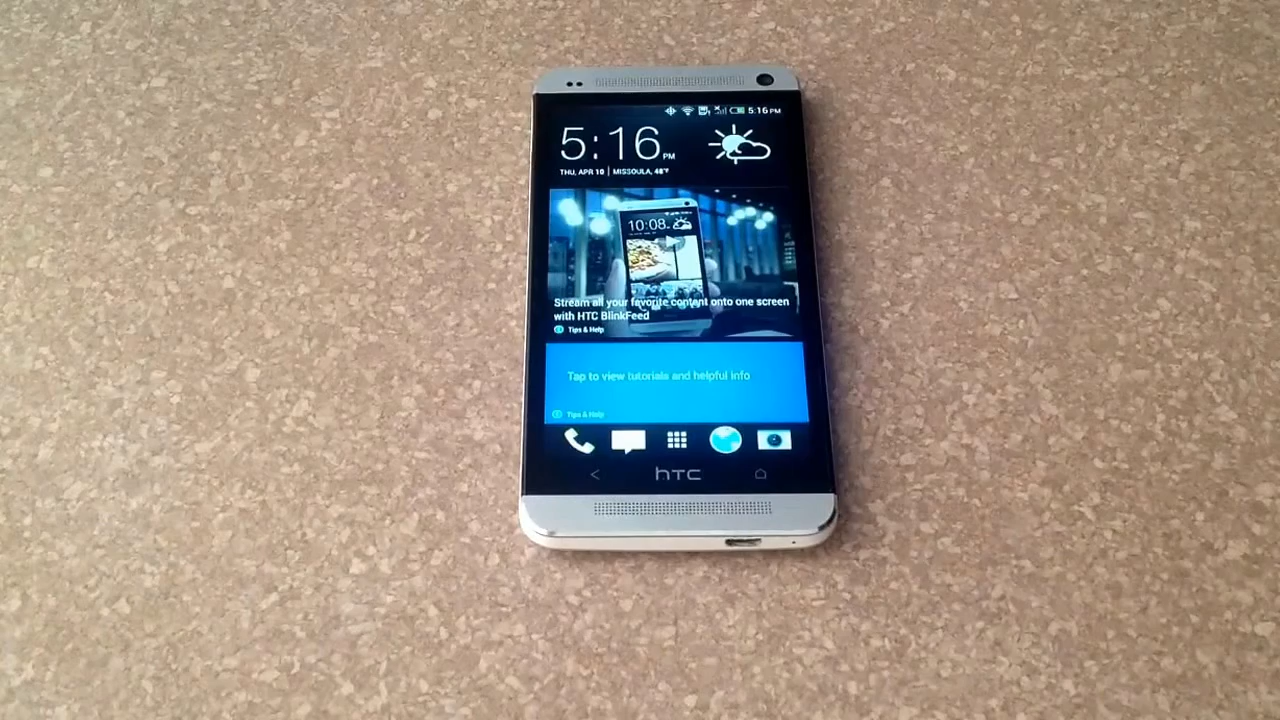 5:16 PM
5:16 PM
THU, APR 10 | MISSOULA, 48°F
10:08
Stream all your favorite content onto one screen
with HTC BlinkFeed
Tips & Help
Tap to view tutorials and helpful info
Tips & Help
hTC